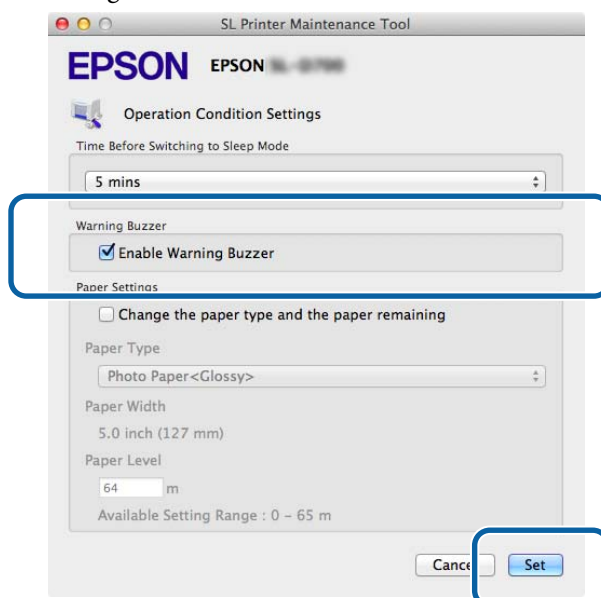 SL Printer Maintenance Tool
EPSON EPSON
Operation Condition Settings
Time Before Switching to Sleep Mode
5 mins
Warning Buzzer
Enable Warning Buzzer
Paper Settings
Change the paper type and the paper remaining
Paper Type
Photo Paper<Glossy>
Paper Width
5.0 inch (127 mm)
Paper Level
64 m
Available Setting Range : 0 – 65 m
Cance Set